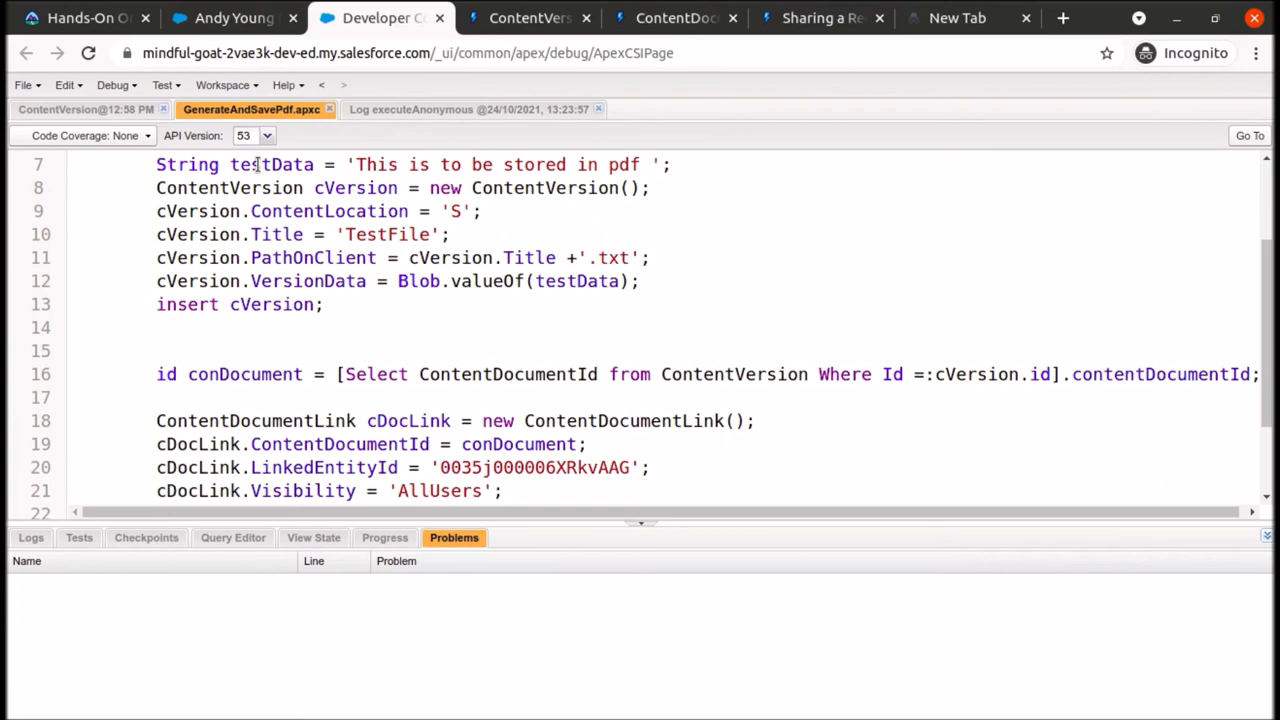 Hands-On O
Andy Young
Developer C
ContentVers
ContentDoc
Sharing a Re
New Tab
mindful-goat-2vae3k-dev-ed.my.salesforce.com/_ui/common/apex/debug/ApexCSIPage
Incognito
File Edit Debug Test Workspace Help < >
ContentVersion@12:58 PM GenerateAndSavePdf.apxc Log executeAnonymous @24/10/2021, 13:23:57
Code Coverage: None API Version: 53 Go To
7 String testData = 'This is to be stored in pdf ';
8 ContentVersion cVersion = new ContentVersion();
9 cVersion.ContentLocation = 'S';
10 cVersion.Title = 'TestFile';
11 cVersion.PathOnClient = cVersion.Title +'.txt';
12 cVersion.VersionData = Blob.valueOf(testData);
13 insert cVersion;
14
15
16 id conDocument = [Select ContentDocumentId from ContentVersion Where Id =:cVersion.id].contentDocumentId;
17
18 ContentDocumentLink cDocLink = new ContentDocumentLink();
19 cDocLink.ContentDocumentId = conDocument;
20 cDocLink.LinkedEntityId = '0035j000006XRkvAAG';
21 cDocLink.Visibility = 'AllUsers';
22
Logs Tests Checkpoints Query Editor View State Progress Problems
Name Line Problem